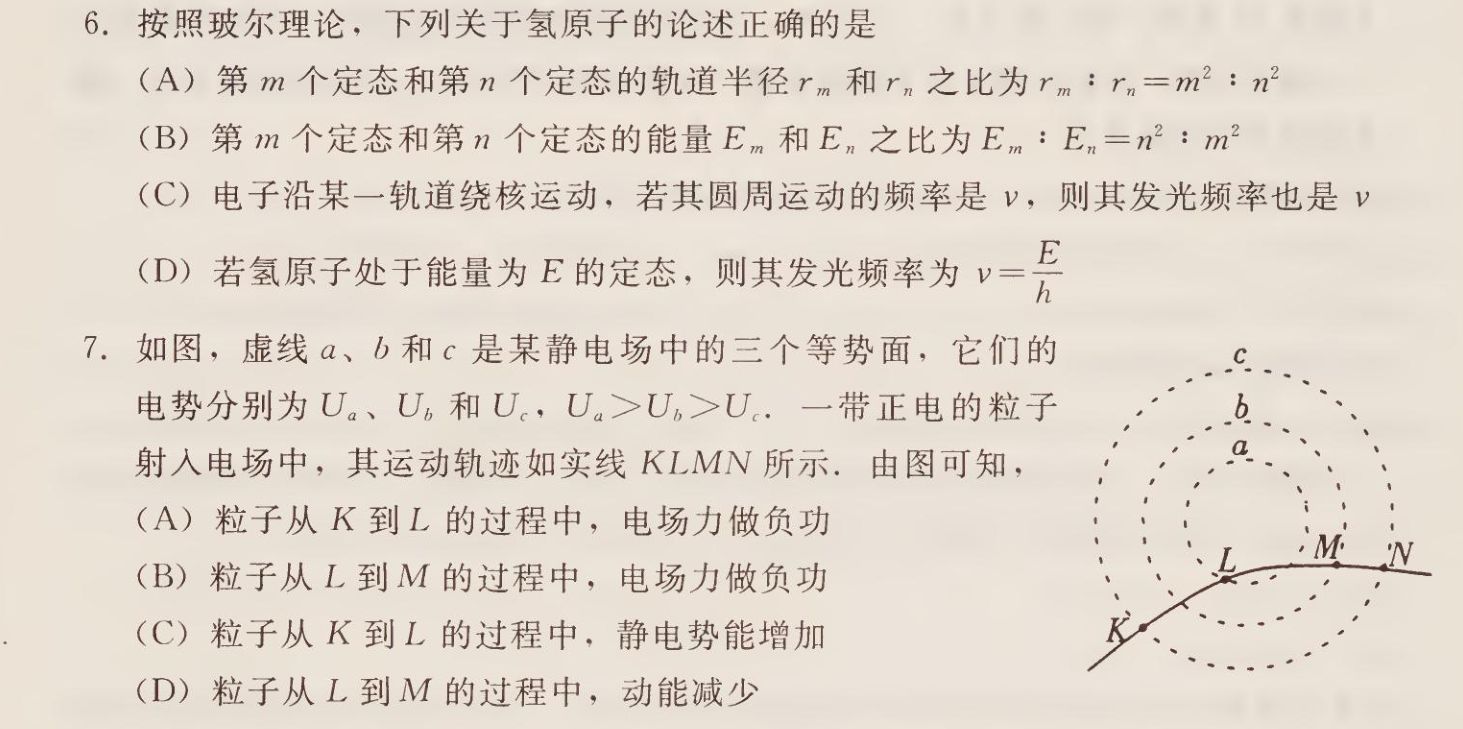 6. 按照玻尔理论，下列关于氢原子的论述正确的是
（A）第 m 个定态和第 n 个定态的轨道半径 rₘ 和 rₙ 之比为 rₘ：rₙ＝m²：n²
（B）第 m 个定态和第 n 个定态的能量 Eₘ 和 Eₙ 之比为 Eₘ：Eₙ＝n²：m²
（C）电子沿某一轨道绕核运动，若其圆周运动的频率是 ν，则其发光频率也是 ν
（D）若氢原子处于能量为 E 的定态，则其发光频率为 ν＝E/h
7. 如图，虚线 a、b 和 c 是某静电场中的三个等势面，它们的
电势分别为 Uₐ、U_b 和 U_c，Uₐ＞U_b＞U_c．一带正电的粒子
射入电场中，其运动轨迹如实线 KLMN 所示．由图可知，
（A）粒子从 K 到 L 的过程中，电场力做负功
（B）粒子从 L 到 M 的过程中，电场力做负功
（C）粒子从 K 到 L 的过程中，静电势能增加
（D）粒子从 L 到 M 的过程中，动能减少
c
b
a
L
M
N
K